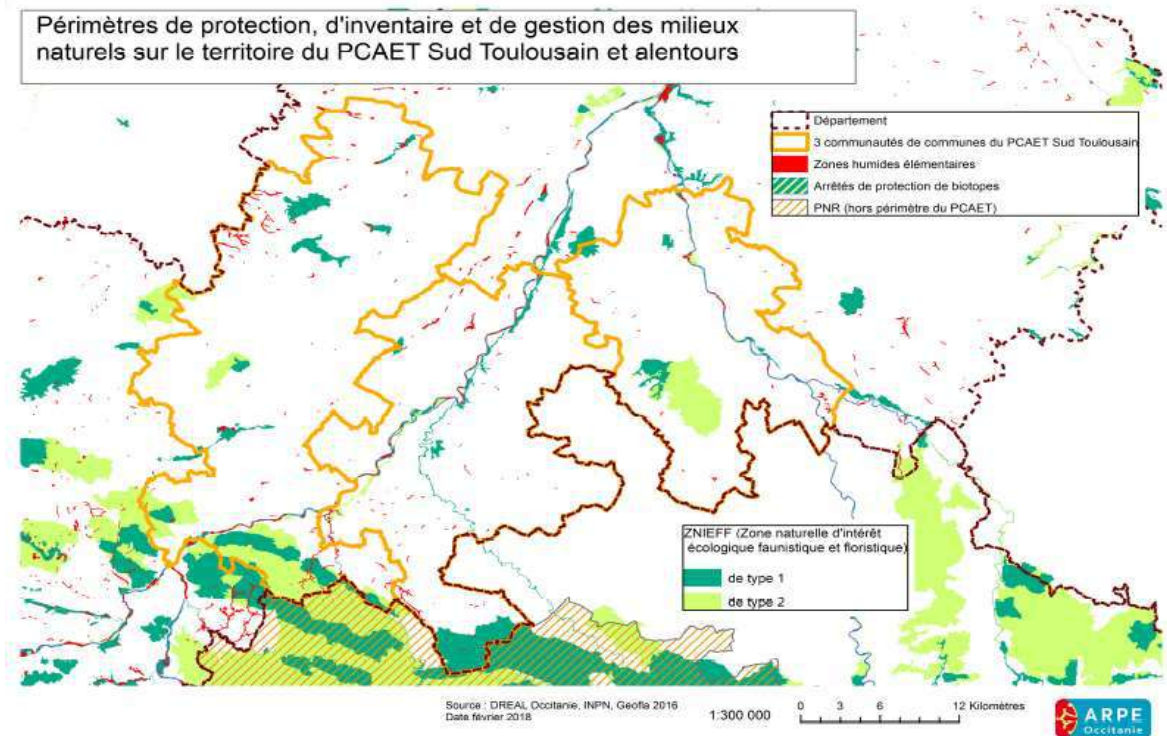 Périmètres de protection, d'inventaire et de gestion des milieux
naturels sur le territoire du PCAET Sud Toulousain et alentours
Département
3 communautés de communes du PCAET Sud Toulousain
Zones humides élémentaires
Arrêtés de protection de biotopes
PNR (hors périmètre du PCAET)
ZNIEFF (Zone naturelle d'intérêt
écologique faunistique et floristique)
de type 1
de type 2
Source : DREAL Occitanie, INPN, Geofla 2016
Date février 2018
1:300 000
0 3 6 12 Kilomètres
ARPE
Occitanie